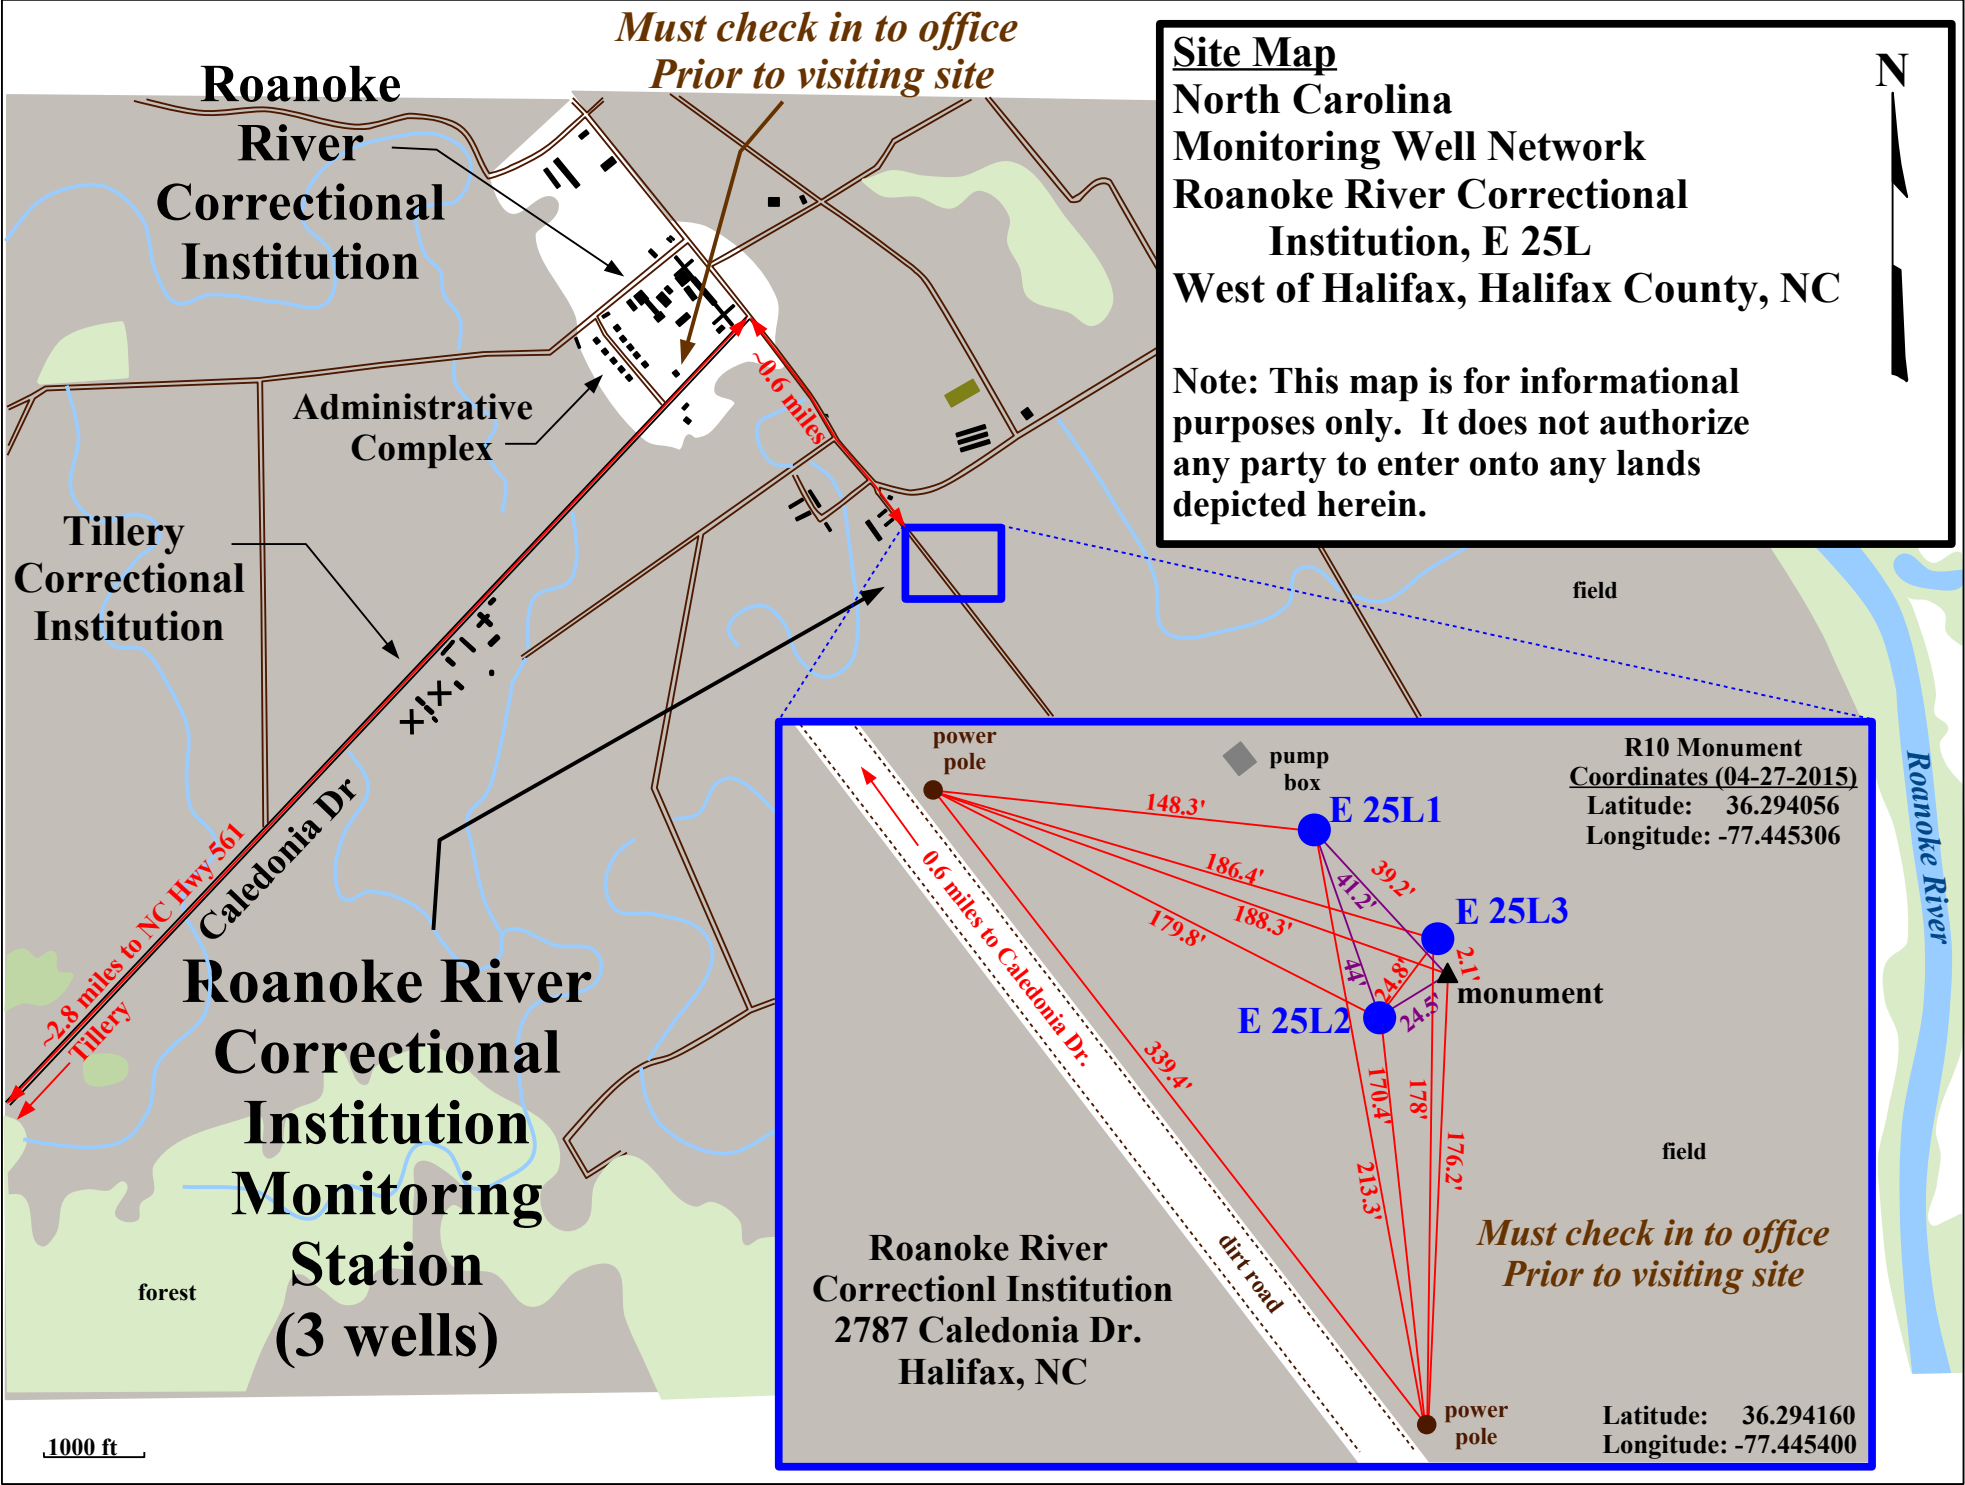 Must check in to office
Prior to visiting site
Roanoke
River
Correctional
Institution
Site Map
North Carolina
Monitoring Well Network
Roanoke River Correctional
Institution, E 25L
West of Halifax, Halifax County, NC
Note: This map is for informational
purposes only. It does not authorize
any party to enter onto any lands
depicted herein.
N
~0.6 miles
Administrative
Complex
Tillery
Correctional
Institution
field
Caledonia Dr
~2.8 miles to NC Hwy 561
Tillery
Roanoke River
Correctional
Institution
Monitoring
Station
(3 wells)
forest
1000 ft
Roanoke River
power
pole
pump
box
R10 Monument
Coordinates (04-27-2015)
Latitude: 36.294056
Longitude: -77.445306
E 25L1
148.3'
186.4'
188.3'
179.8'
41.2'
39.2'
E 25L3
2.1'
44'
24.8'
24.5'
monument
E 25L2
0.6 miles to Caledonia Dr.
339.4'
170.4'
178'
176.2'
213.3'
field
dirt road
Must check in to office
Prior to visiting site
Roanoke River
Correctionl Institution
2787 Caledonia Dr.
Halifax, NC
power
pole
Latitude: 36.294160
Longitude: -77.445400